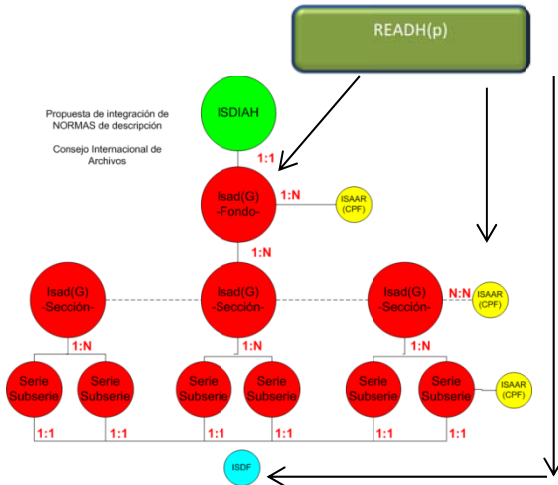 READH(p)
Propuesta de integración de
NORMAS de descripción
Consejo Internacional de
Archivos
ISDIAH
1:1
Isad(G)
-Fondo-
1:N
ISAAR
(CPF)
1:N
Isad(G)
-Sección-
Isad(G)
-Sección-
Isad(G)
-Sección-
N:N
ISAAR
(CPF)
1:N
1:N
1:N
Serie
Subserie
Serie
Subserie
Serie
Subserie
Serie
Subserie
Serie
Subserie
Serie
Subserie
ISAAR
(CPF)
1:1
1:1
1:1
1:1
1:1
1:1
ISDF